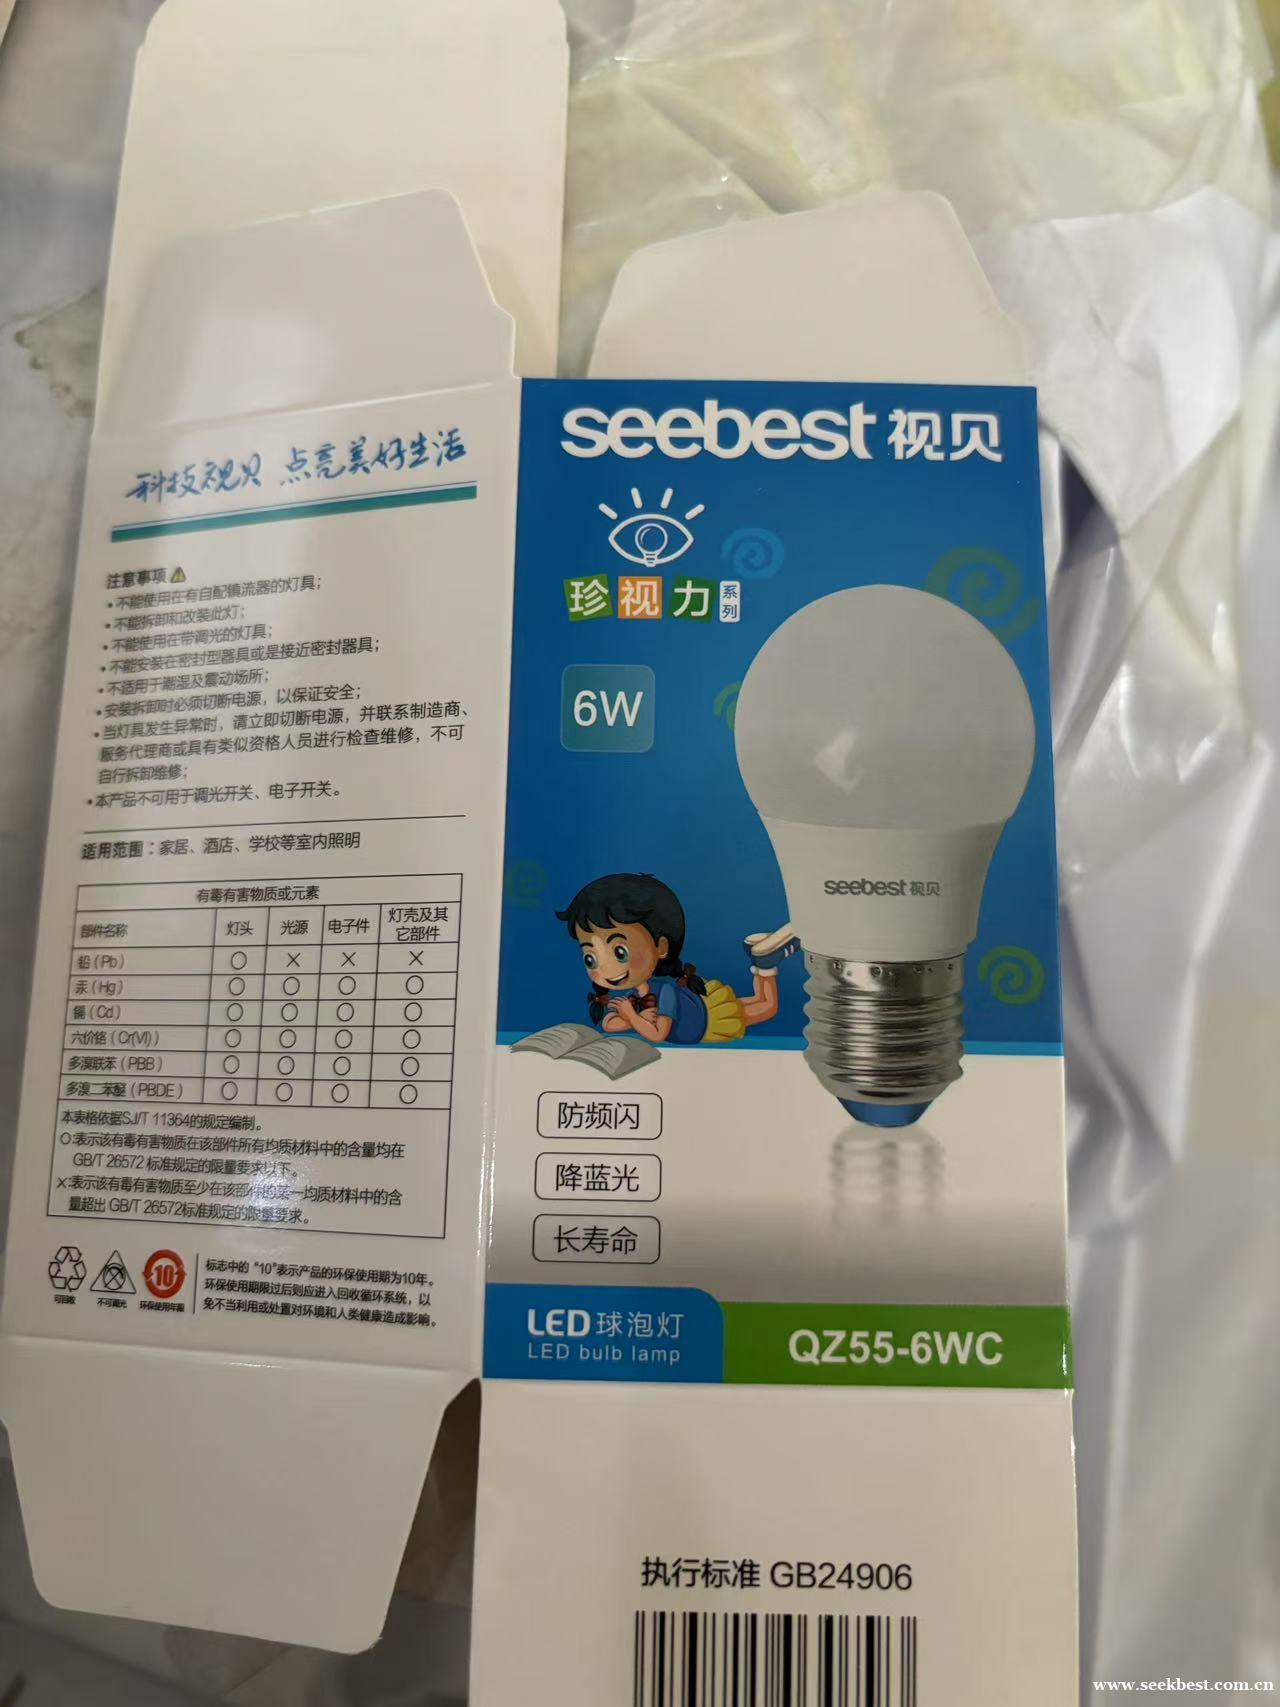 科技视贝 点亮美好生活
注意事项
•不能使用在有自配镇流器的灯具；
•不能拆卸和改装此灯；
•不能使用在带调光的灯具；
•不能安装在密封型器具或是接近密封器具；
•不适用于潮湿及震动场所；
•安装拆卸时必须切断电源，以保证安全；
•当灯具发生异常时，请立即切断电源，并联系制造商、
服务代理商或具有类似资格人员进行检查维修，不可
自行拆卸维修；
•本产品不可用于调光开关、电子开关。
适用范围：家居、酒店、学校等室内照明
有毒有害物质或元素
部件名称 灯头 光源 电子件 灯壳及其
它部件
铅（Pb） ○ × × ×
汞（Hg） ○ ○ ○ ○
镉（Cd） ○ ○ ○ ○
六价铬（Cr(VI)） ○ ○ ○ ○
多溴联苯（PBB） ○ ○ ○ ○
多溴二苯醚（PBDE） ○ ○ ○ ○
本表格依据SJ/T 11364的规定编制。
○:表示该有毒有害物质在该部件所有均质材料中的含量均在
GB/T 26572 标准规定的限量要求以下。
×:表示该有毒有害物质至少在该部件的某一均质材料中的含
量超出 GB/T 26572标准规定的限量要求。
可回收 不可调光 10 环保使用年限
标志中的“10”表示产品的环保使用期为10年。
环保使用期限过后则应进入回收循环系统，以
免不当利用或处置对环境和人类健康造成影响。
seebest 视贝
珍视力系列
6W
seebest 视贝
防频闪
降蓝光
长寿命
LED 球泡灯
LED bulb lamp
QZ55-6WC
执行标准 GB24906
www.seekbest.com.cn